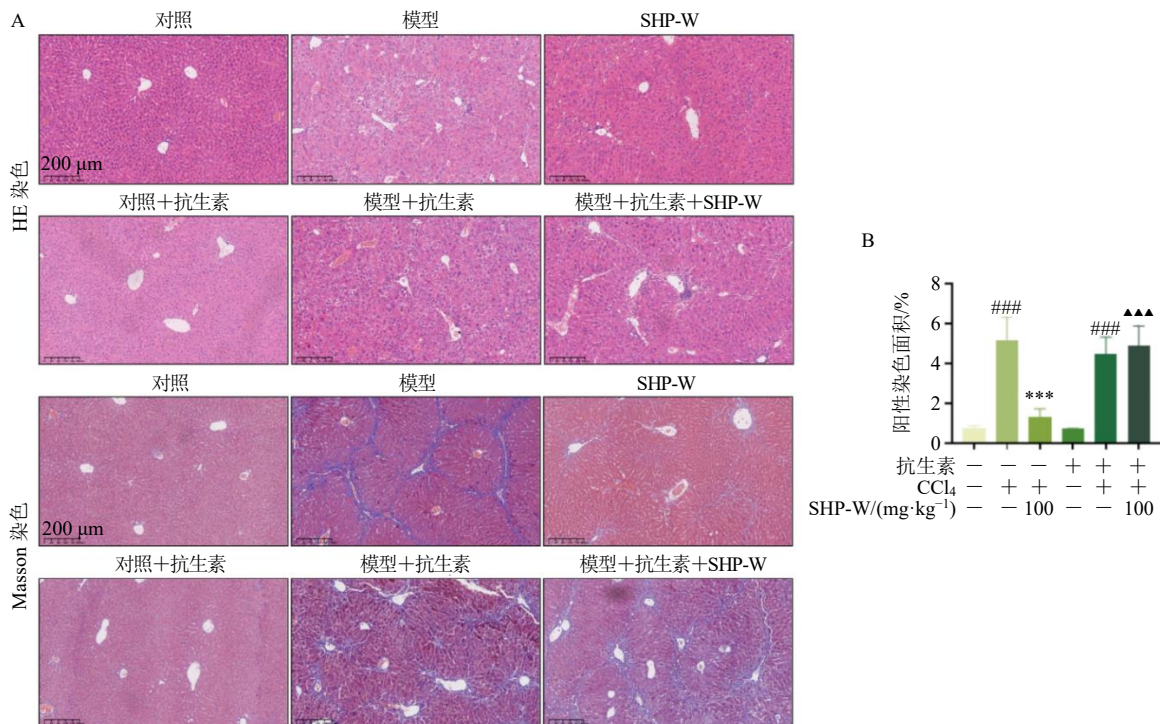 A
对照 模型 SHP-W
HE 染色
200 μm
对照＋抗生素 模型＋抗生素 模型＋抗生素＋SHP-W
对照 模型 SHP-W
Masson 染色
200 μm
对照＋抗生素 模型＋抗生素 模型＋抗生素＋SHP-W
B
阳性染色面积/%
8
6
4
2
0
###
***
###
▲▲▲
抗生素 － － － ＋ ＋ ＋
CCl₄ － ＋ ＋ － ＋ ＋
SHP-W/(mg·kg⁻¹) － － 100 － － 100